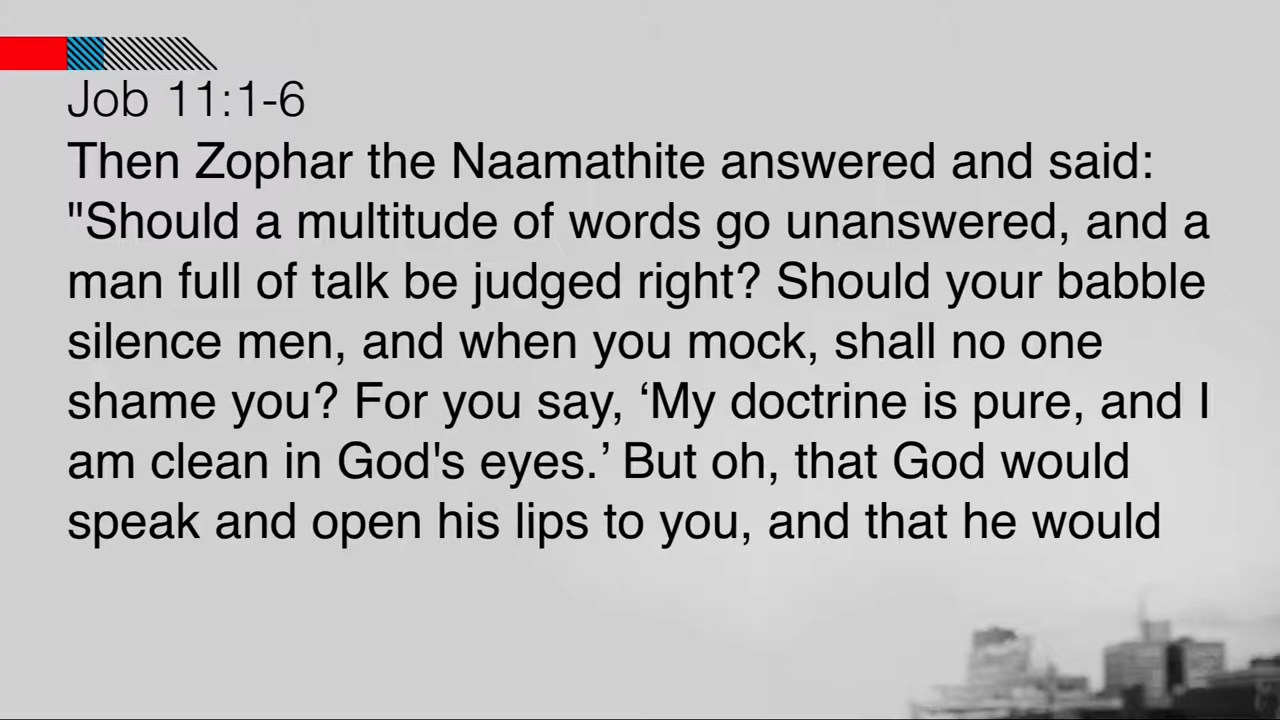 Job 11:1-6
Then Zophar the Naamathite answered and said:
"Should a multitude of words go unanswered, and a
man full of talk be judged right? Should your babble
silence men, and when you mock, shall no one
shame you? For you say, ‘My doctrine is pure, and I
am clean in God's eyes.’ But oh, that God would
speak and open his lips to you, and that he would